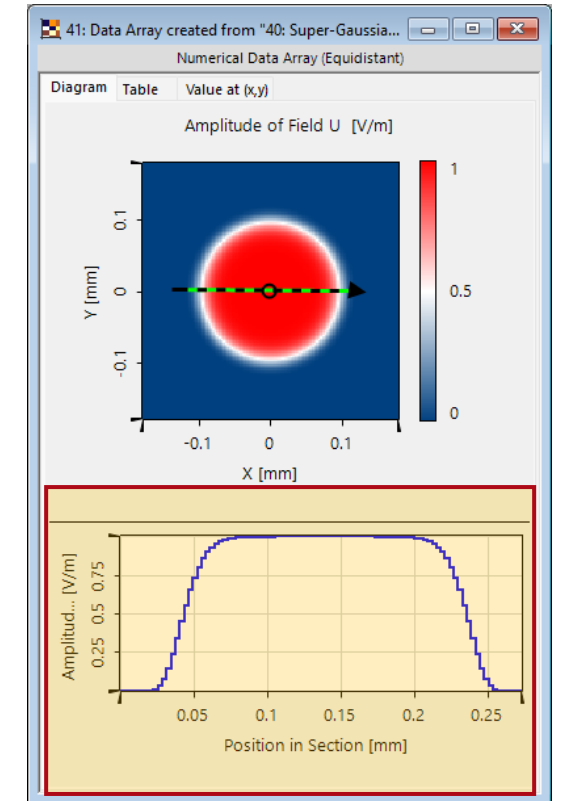 41: Data Array created from "40: Super-Gaussia...
Numerical Data Array (Equidistant)
Diagram Table Value at (x,y)
Amplitude of Field U [V/m]
1
0.5
0
Y [mm]
0.1
0
-0.1
-0.1 0 0.1
X [mm]
Amplitud... [V/m]
0.75
0.5
0.25
0.05 0.1 0.15 0.2 0.25
Position in Section [mm]